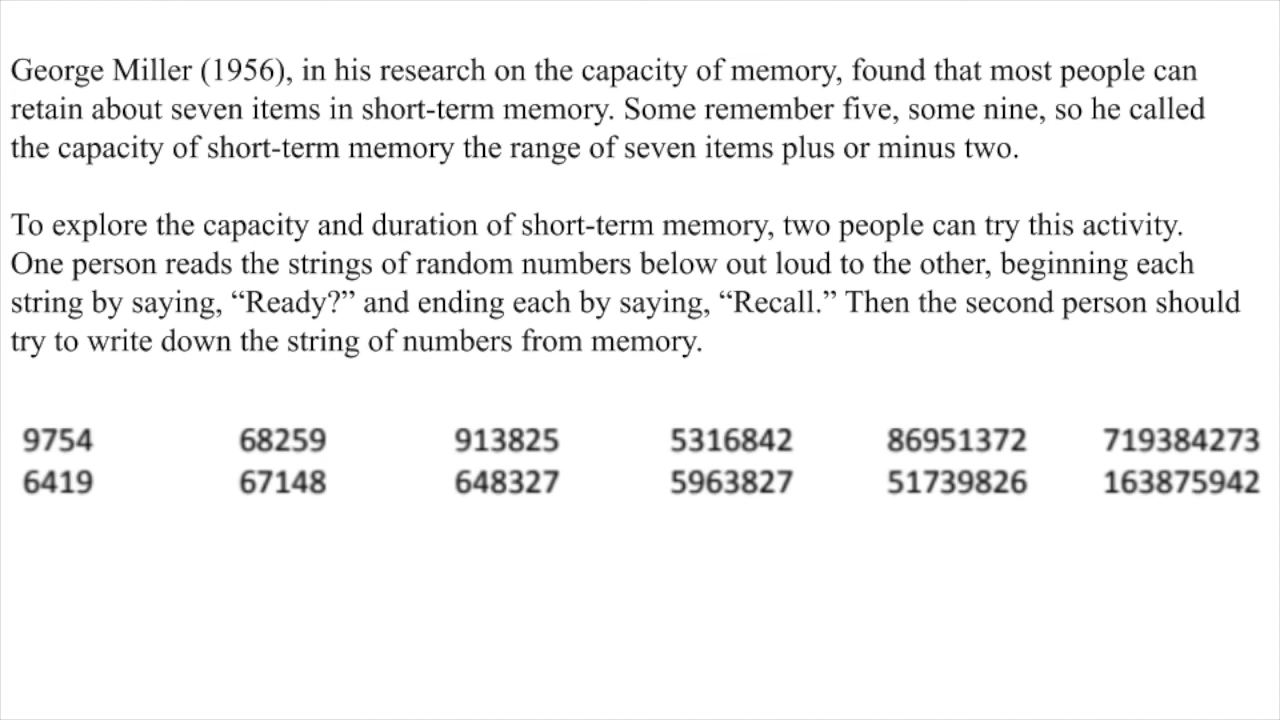 George Miller (1956), in his research on the capacity of memory, found that most people can
retain about seven items in short-term memory. Some remember five, some nine, so he called
the capacity of short-term memory the range of seven items plus or minus two.
To explore the capacity and duration of short-term memory, two people can try this activity.
One person reads the strings of random numbers below out loud to the other, beginning each
string by saying, “Ready?” and ending each by saying, “Recall.” Then the second person should
try to write down the string of numbers from memory.
9754 68259 913825 5316842 86951372 719384273
6419 67148 648327 5963827 51739826 163875942